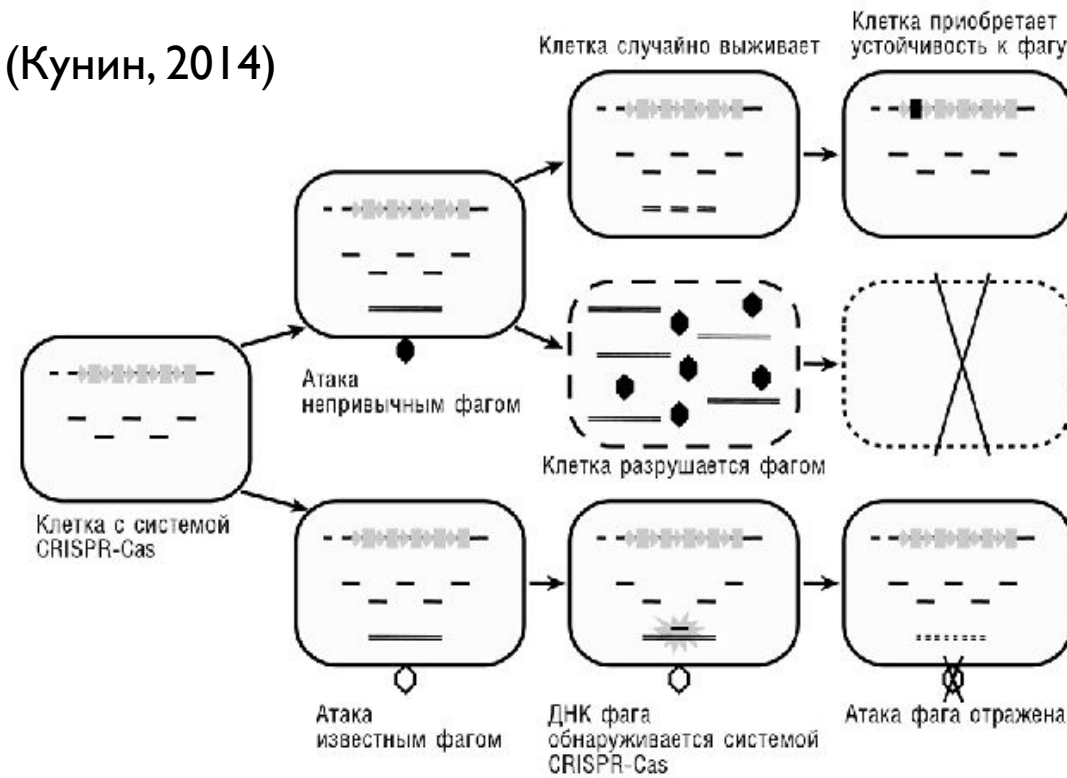 (Кунин, 2014)
Клетка случайно выживает
Клетка приобретает
устойчивость к фагу
Атака
непривычным фагом
Клетка разрушается фагом
Клетка с системой
CRISPR-Cas
Атака
известным фагом
ДНК фага
обнаруживается системой
CRISPR-Cas
Атака фага отражена